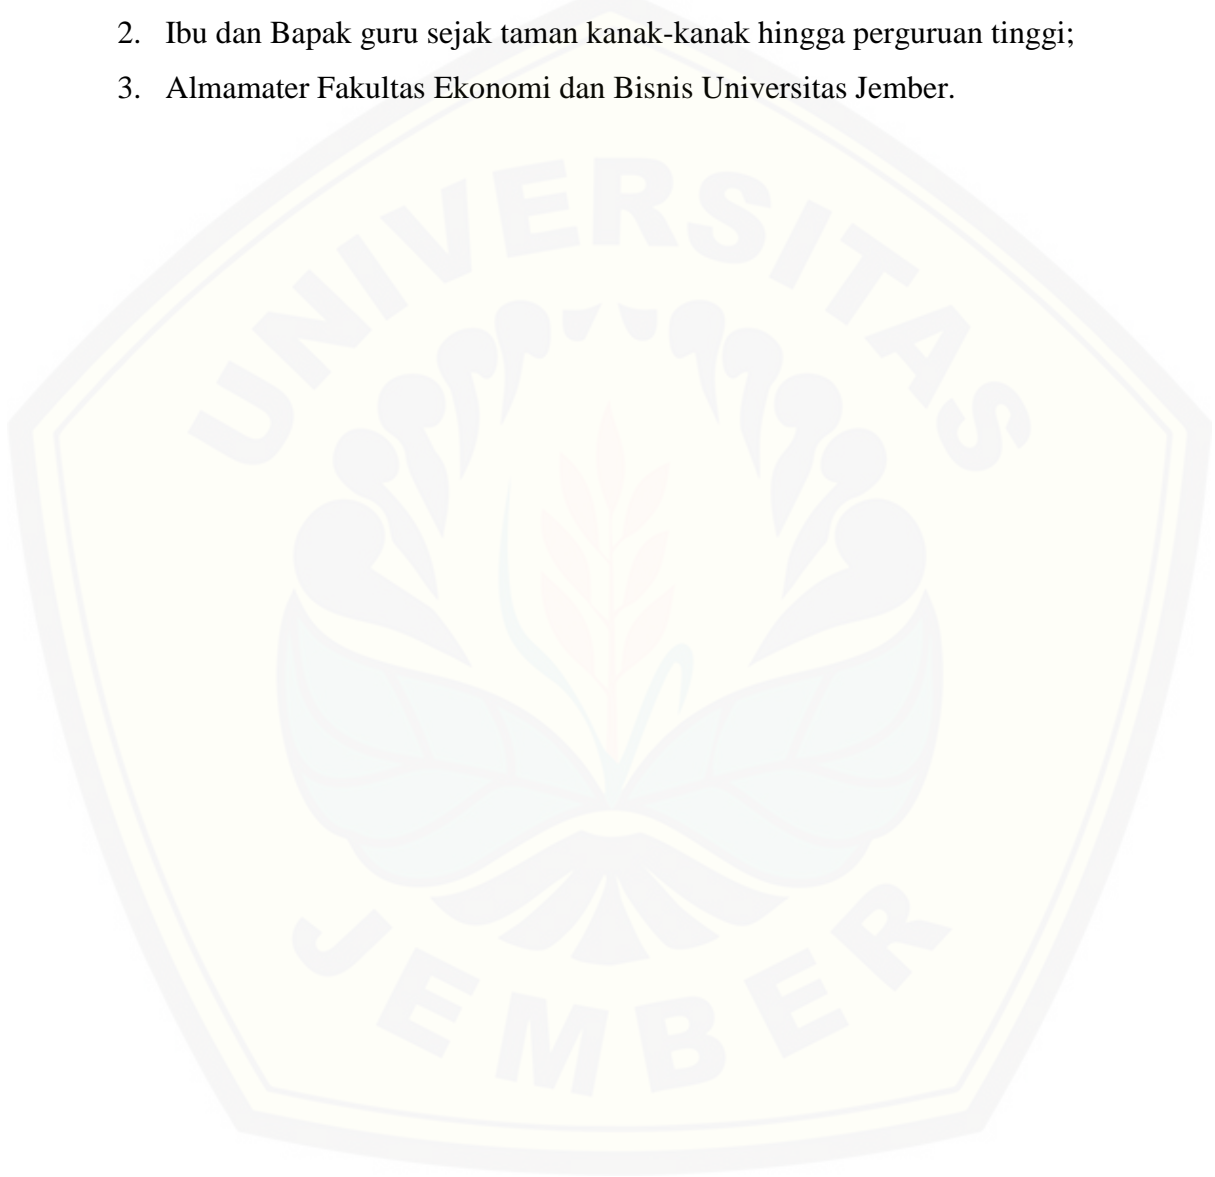 2. Ibu dan Bapak guru sejak taman kanak-kanak hingga perguruan tinggi;
3. Almamater Fakultas Ekonomi dan Bisnis Universitas Jember.
UNIVERSITAS
JEMBER